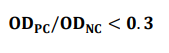 OD_PC/OD_NC < 0.3